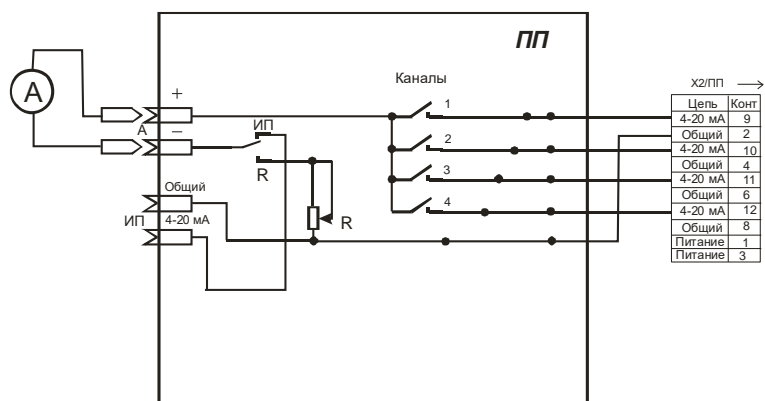 ПП
Каналы
X2/ПП
A
+
A
–
ИП
R
R
Общий
ИП
4-20 мА
1
2
3
4
Цепь Конт
4-20 мА 9
Общий 2
4-20 мА 10
Общий 4
4-20 мА 11
Общий 6
4-20 мА 12
Общий 8
Питание 1
Питание 3